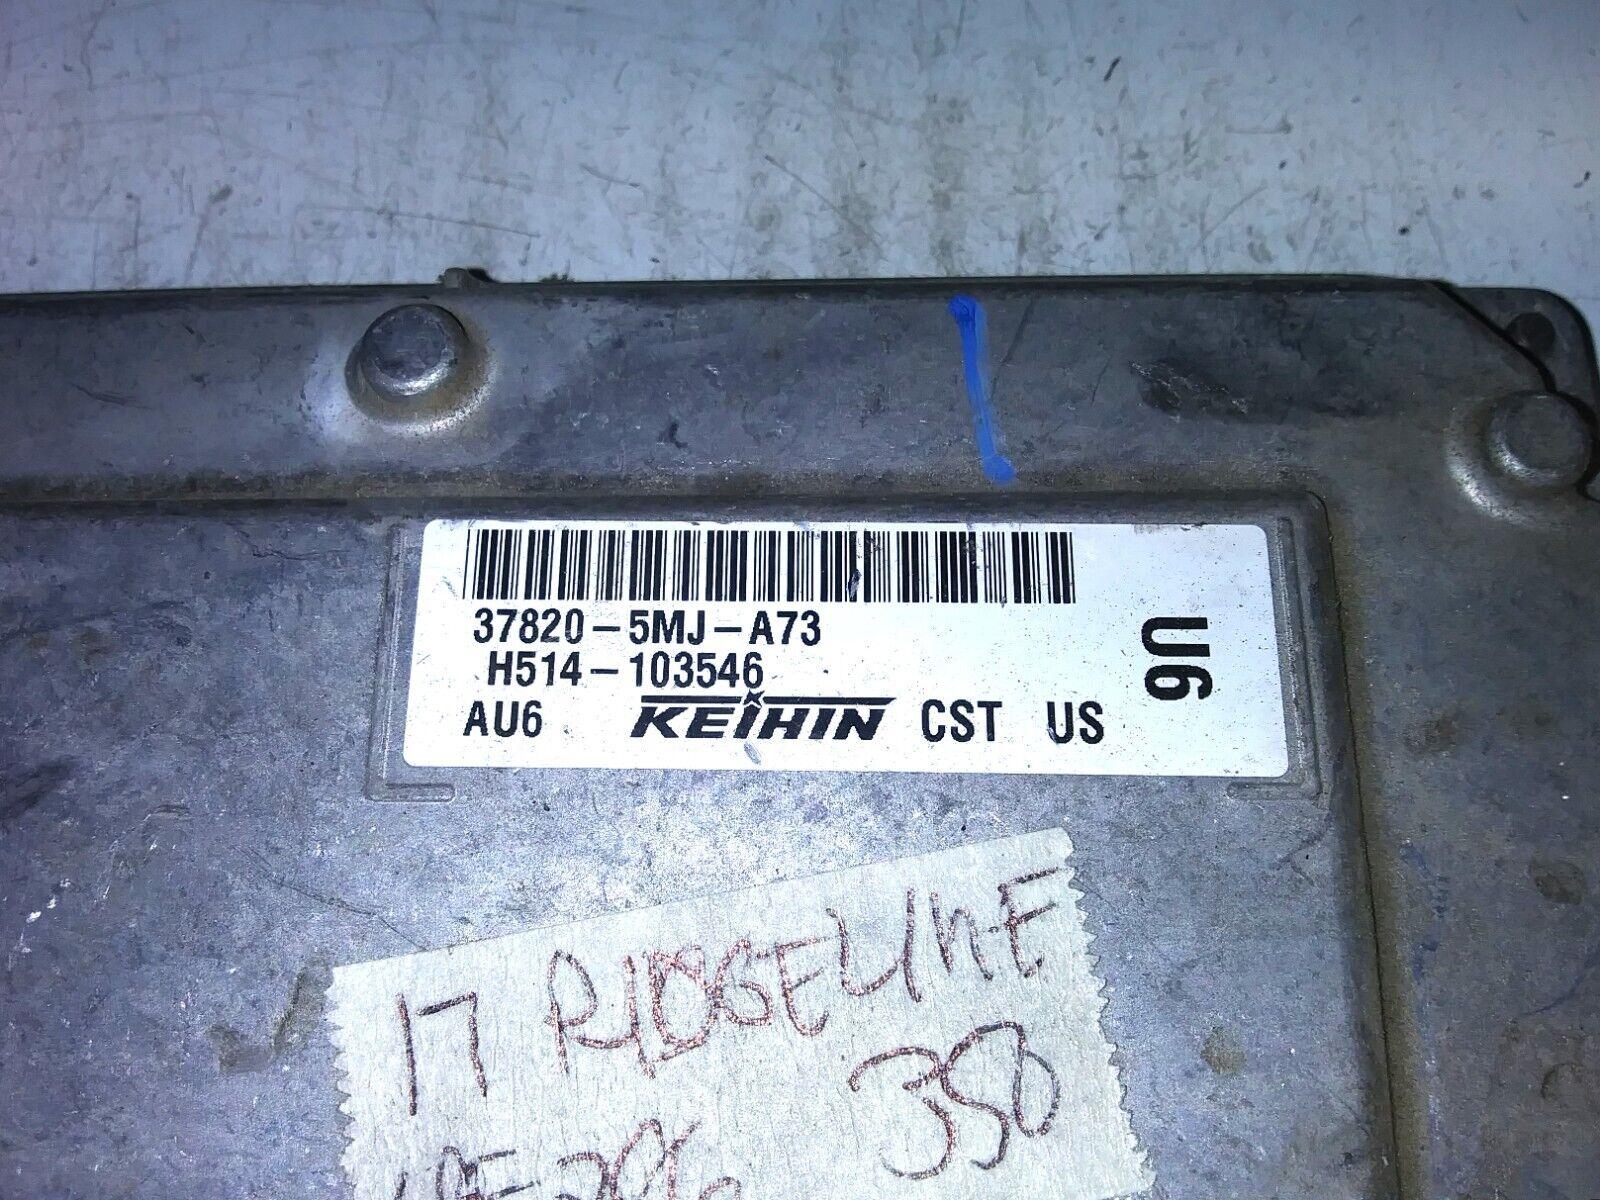 37820-5MJ-A73
H514-103546
AU6 KEIHIN CST US
U6
17 RIDGELINE
350